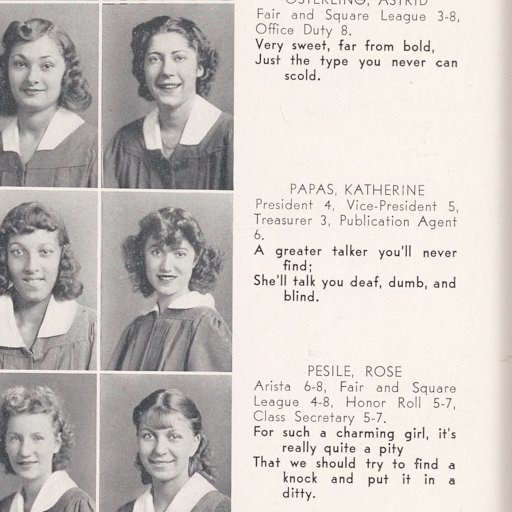 OSTERLING, ASTRID
Fair and Square League 3-8,
Office Duty 8.
Very sweet, far from bold,
Just the type you never can
scold.
PAPAS, KATHERINE
President 4, Vice-President 5,
Treasurer 3, Publication Agent
6.
A greater talker you'll never
find;
She'll talk you deaf, dumb, and
blind.
PESILE, ROSE
Arista 6-8, Fair and Square
League 4-8, Honor Roll 5-7,
Class Secretary 5-7.
For such a charming girl, it's
really quite a pity
That we should try to find a
knock and put it in a
ditty.